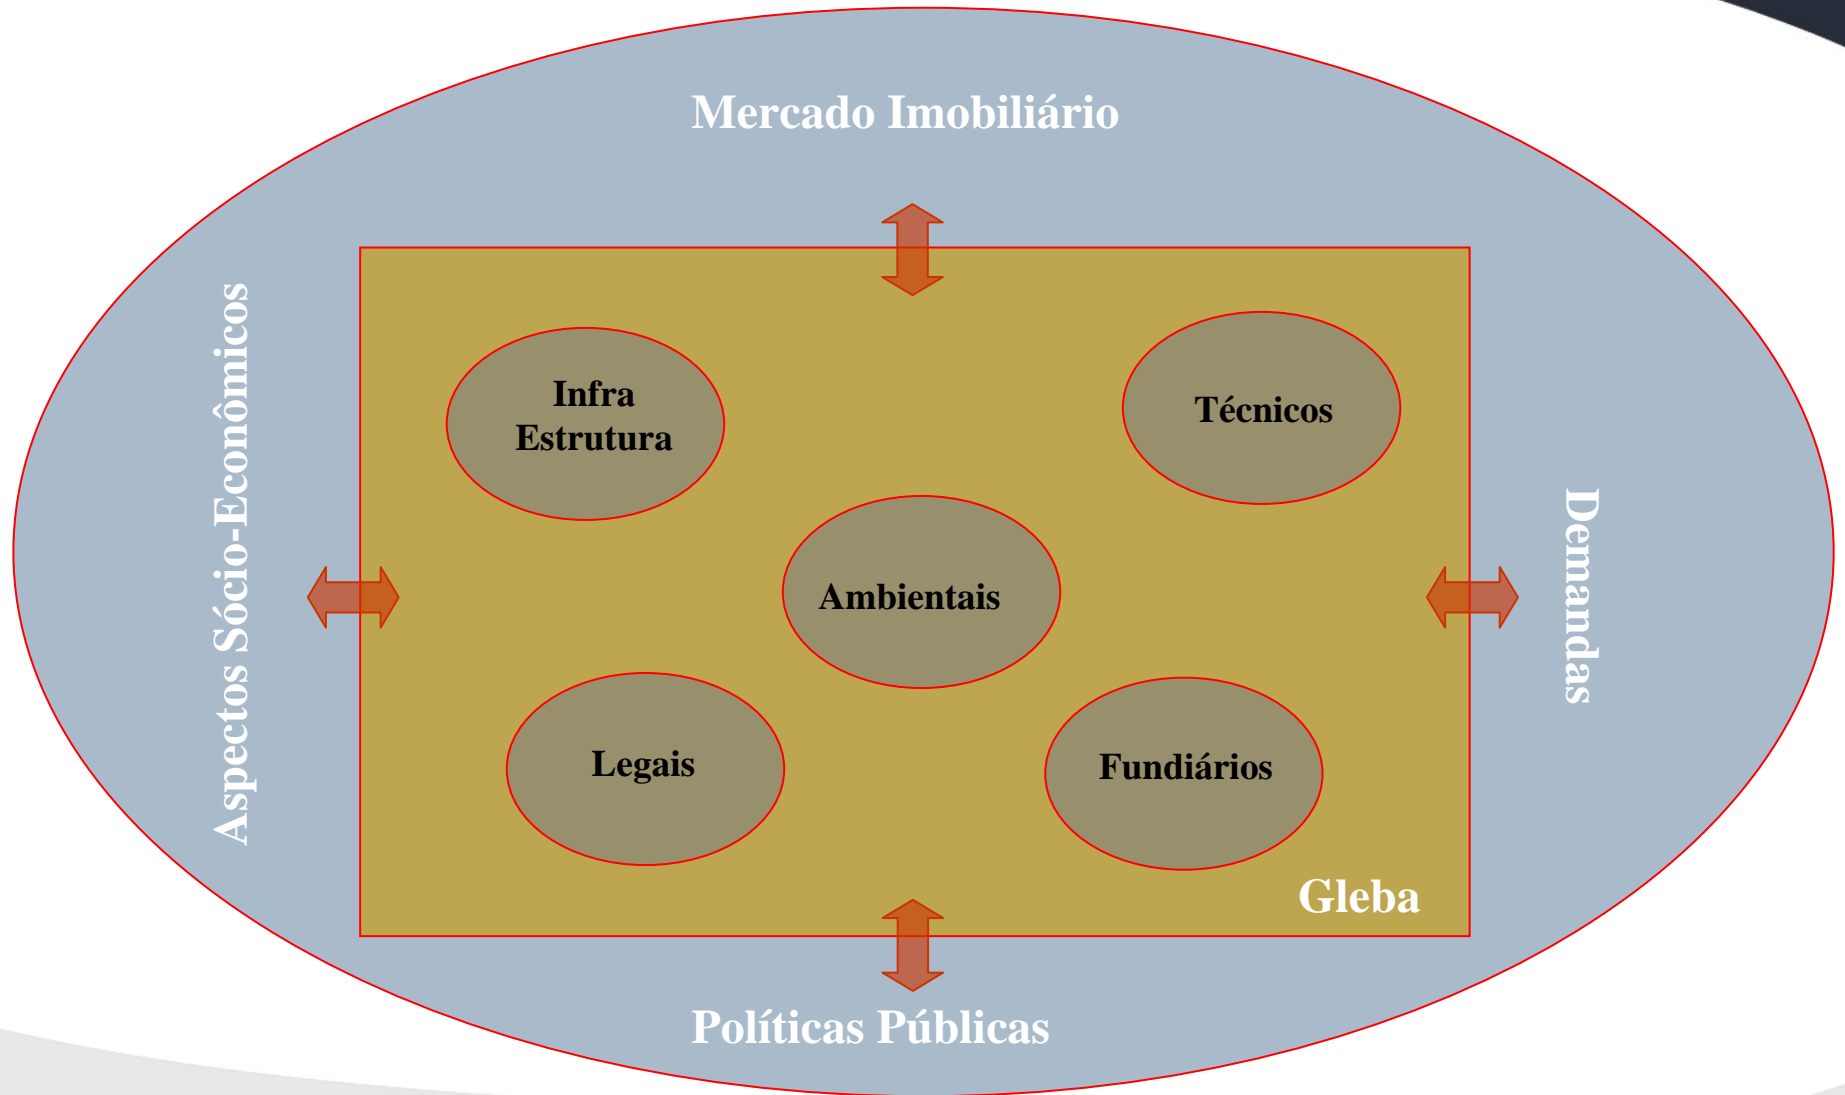 Mercado Imobiliário
Aspectos Sócio-Econômicos
Infra
Estrutura
Técnicos
Ambientais
Demandas
Legais
Fundiários
Gleba
Políticas Públicas